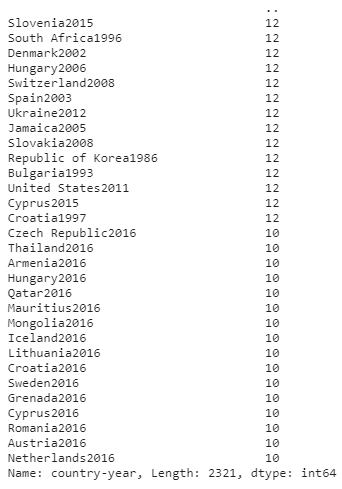 ..
Slovenia2015 12
South Africa1996 12
Denmark2002 12
Hungary2006 12
Switzerland2008 12
Spain2003 12
Ukraine2012 12
Jamaica2005 12
Slovakia2008 12
Republic of Korea1986 12
Bulgaria1993 12
United States2011 12
Cyprus2015 12
Croatia1997 12
Czech Republic2016 10
Thailand2016 10
Armenia2016 10
Hungary2016 10
Qatar2016 10
Mauritius2016 10
Mongolia2016 10
Iceland2016 10
Lithuania2016 10
Croatia2016 10
Sweden2016 10
Grenada2016 10
Cyprus2016 10
Romania2016 10
Austria2016 10
Netherlands2016 10
Name: country-year, Length: 2321, dtype: int64